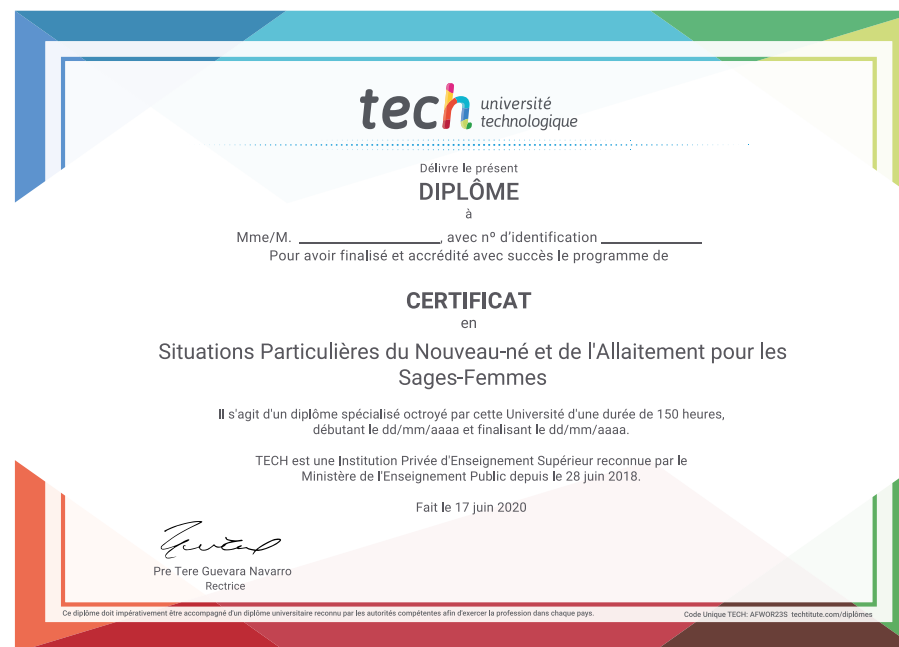 tech université
technologique
Délivre le présent
DIPLÔME
à
Mme/M. ____________________, avec nº d'identification ______________
Pour avoir finalisé et accrédité avec succès le programme de
CERTIFICAT
en
Situations Particulières du Nouveau-né et de l'Allaitement pour les
Sages-Femmes
Il s'agit d'un diplôme spécialisé octroyé par cette Université d'une durée de 150 heures,
débutant le dd/mm/aaaa et finalisant le dd/mm/aaaa.
TECH est une Institution Privée d'Enseignement Supérieur reconnue par le
Ministère de l'Enseignement Public depuis le 28 juin 2018.
Fait le 17 juin 2020
Pre Tere Guevara Navarro
Rectrice
Ce diplôme doit impérativement être accompagné d'un diplôme universitaire reconnu par les autorités compétentes afin d'exercer la profession dans chaque pays.
Code Unique TECH: AFWOR23S techtitute.com/diplômes